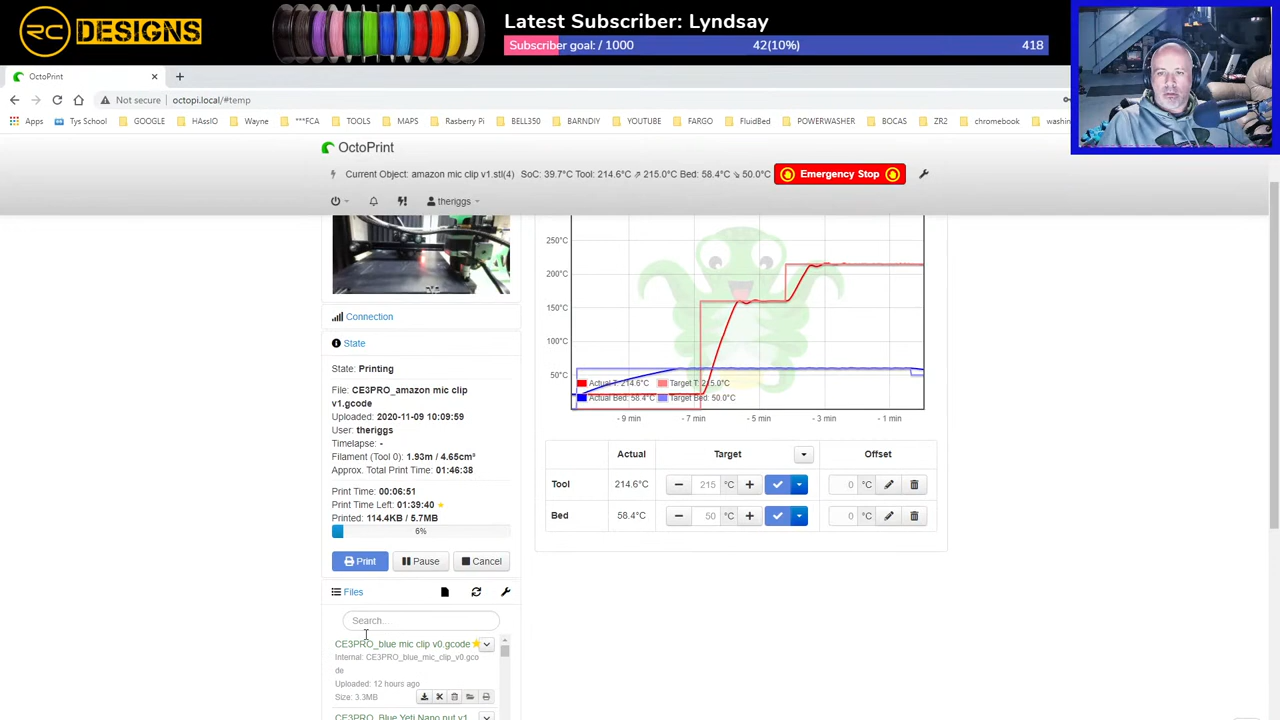 RC
DESIGNS
Latest Subscriber: Lyndsay
Subscriber goal: / 1000 42(10%) 418
OctoPrint
Not secure octopi.local/#temp
Apps Tys School GOOGLE HAssIO Wayne ***FCA TOOLS MAPS Rasberry Pi BELL350 BARNDIY YOUTUBE FARGO FluidBed POWERWASHER BOCAS ZR2 chromebook
OctoPrint
Current Object: amazon mic clip v1.stl(4) SoC: 39.7°C Tool: 214.6°C ⇗ 215.0°C Bed: 58.4°C ⇘ 50.0°C Emergency Stop
theriggs
250°C
200°C
150°C
100°C
50°C
Actual T: 214.6°C Target T: 215.0°C
Actual Bed: 58.4°C Target Bed: 50.0°C
- 9 min - 7 min - 5 min - 3 min - 1 min
Connection
State
State: Printing
File: CE3PRO_amazon mic clip
v1.gcode
Uploaded: 2020-11-09 10:09:59
User: theriggs
Timelapse: -
Filament (Tool 0): 1.93m / 4.65cm³
Approx. Total Print Time: 01:46:38
Print Time: 00:06:51
Print Time Left: 01:39:40
Printed: 114.4KB / 5.7MB
6%
Print Pause Cancel
Actual Target Offset
Tool 214.6°C 215 °C 0 °C
Bed 58.4°C 50 °C 0 °C
Files
Search...
CE3PRO_blue mic clip v0.gcode
Internal: CE3PRO_blue_mic_clip_v0.gco
de
Uploaded: 12 hours ago
Size: 3.3MB
CE3PRO_Blue Yeti Nano nut v1